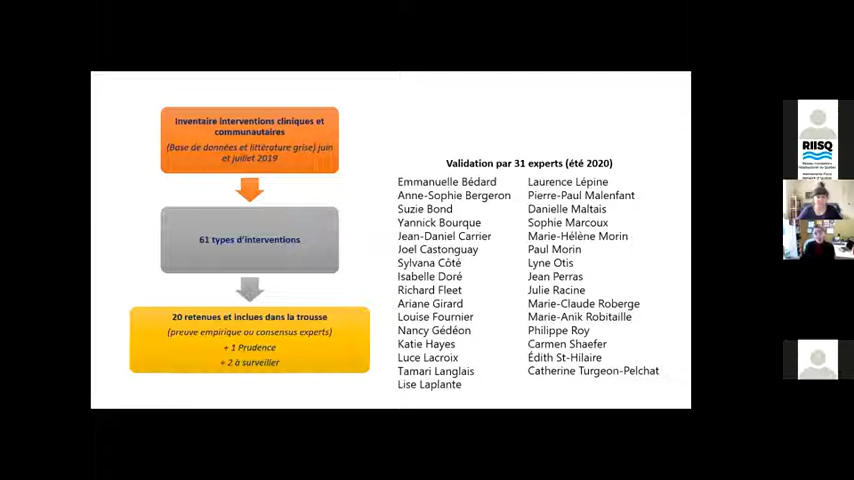 Inventaire interventions cliniques et
communautaires
(Base de données et littérature grise) juin
et juillet 2019
61 types d'interventions
20 retenues et inclues dans la trousse
(preuve empirique ou consensus experts)
+ 1 Prudence
+ 2 à surveiller
Validation par 31 experts (été 2020)
Emmanuelle Bédard
Anne-Sophie Bergeron
Suzie Bond
Yannick Bourque
Jean-Daniel Carrier
Joel Castonguay
Sylvana Côté
Isabelle Doré
Richard Fleet
Ariane Girard
Louise Fournier
Nancy Gédéon
Katie Hayes
Luce Lacroix
Tamari Langlais
Lise Laplante
Laurence Lépine
Pierre-Paul Malenfant
Danielle Maltais
Sophie Marcoux
Marie-Hélène Morin
Paul Morin
Lyne Otis
Jean Perras
Julie Racine
Marie-Claude Roberge
Marie-Anik Robitaille
Philippe Roy
Carmen Shaefer
Édith St-Hilaire
Catherine Turgeon-Pelchat
RIISQ